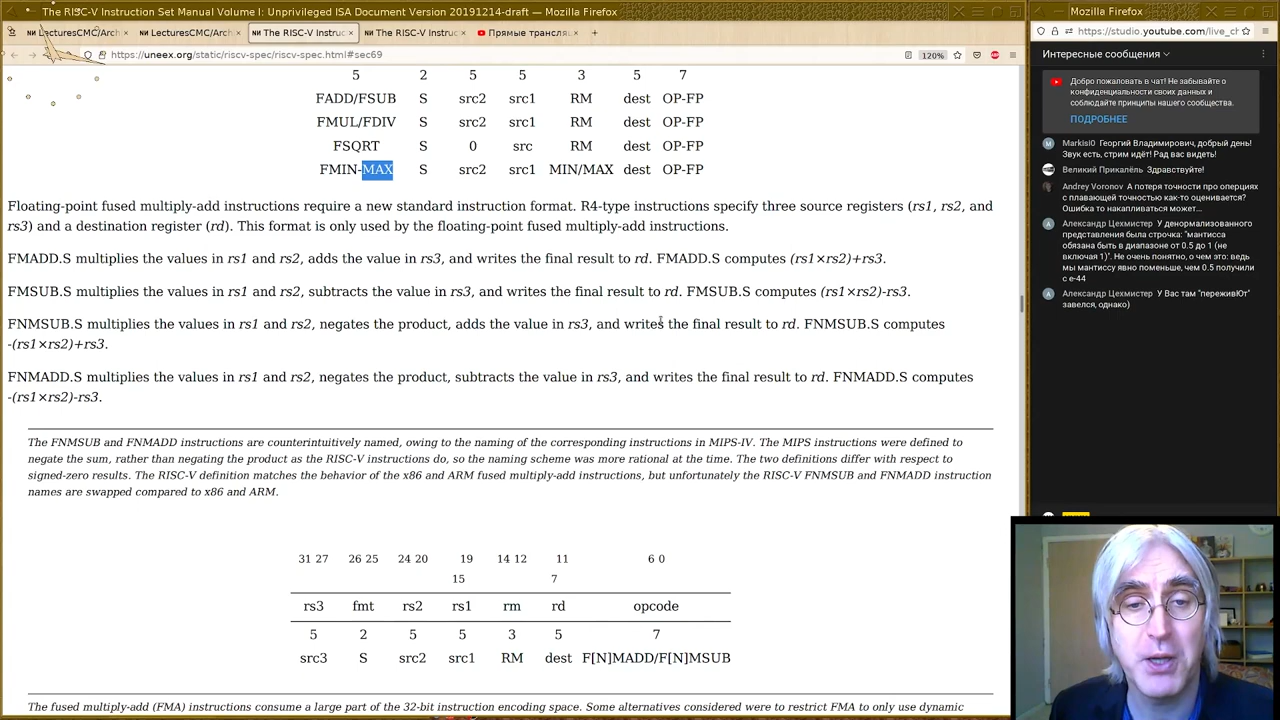 The RISC-V Instruction Set Manual Volume I: Unprivileged ISA Document Version 20191214-draft — Mozilla Firefox
LecturesCMC/Arch
LecturesCMC/Arch
The RISC-V Instruc
The RISC-V Instruc
Прямые трансляц
https://uneex.org/static/riscv-spec/riscv-spec.html#sec69
120%
5 2 5 5 3 5 7
FADD/FSUB S src2 src1 RM dest OP-FP
FMUL/FDIV S src2 src1 RM dest OP-FP
FSQRT S 0 src RM dest OP-FP
FMIN-MAX S src2 src1 MIN/MAX dest OP-FP
Floating-point fused multiply-add instructions require a new standard instruction format. R4-type instructions specify three source registers (rs1, rs2, and
rs3) and a destination register (rd). This format is only used by the floating-point fused multiply-add instructions.
FMADD.S multiplies the values in rs1 and rs2, adds the value in rs3, and writes the final result to rd. FMADD.S computes (rs1×rs2)+rs3.
FMSUB.S multiplies the values in rs1 and rs2, subtracts the value in rs3, and writes the final result to rd. FMSUB.S computes (rs1×rs2)-rs3.
FNMSUB.S multiplies the values in rs1 and rs2, negates the product, adds the value in rs3, and writes the final result to rd. FNMSUB.S computes
-(rs1×rs2)+rs3.
FNMADD.S multiplies the values in rs1 and rs2, negates the product, subtracts the value in rs3, and writes the final result to rd. FNMADD.S computes
-(rs1×rs2)-rs3.
The FNMSUB and FNMADD instructions are counterintuitively named, owing to the naming of the corresponding instructions in MIPS-IV. The MIPS instructions were defined to
negate the sum, rather than negating the product as the RISC-V instructions do, so the naming scheme was more rational at the time. The two definitions differ with respect to
signed-zero results. The RISC-V definition matches the behavior of the x86 and ARM fused multiply-add instructions, but unfortunately the RISC-V FNMSUB and FNMADD instruction
names are swapped compared to x86 and ARM.
31 27 26 25 24 20 19 14 12 11 6 0
15 7
rs3 fmt rs2 rs1 rm rd opcode
5 2 5 5 3 5 7
src3 S src2 src1 RM dest F[N]MADD/F[N]MSUB
The fused multiply-add (FMA) instructions consume a large part of the 32-bit instruction encoding space. Some alternatives considered were to restrict FMA to only use dynamic
Mozilla Firefox
https://studio.youtube.com/live_ch
Интересные сообщения
Добро пожаловать в чат! Не забывайте о
конфиденциальности своих данных и
соблюдайте принципы нашего сообщества.
ПОДРОБНЕЕ
M MarkisiO Георгий Владимирович, добрый день!
Звук есть, стрим идёт! Рад вас видеть!
Великий Прикалёль Здравствуйте!
Andrey Voronov А потеря точности про оперциях
с плавающей точностью как-то оценивается?
Ошибка то накапливаться может...
A Александр Цехмистер У денормализованого
представления была строчка: "мантисса
обязана быть в диапазоне от 0.5 до 1 (не
включая 1)". Не очень понятно, о чем это: ведь
мы мантиссу явно поменьше, чем 0.5 получили
с е-44
A Александр Цехмистер У Вас там "переживЮт"
завелся, однако)